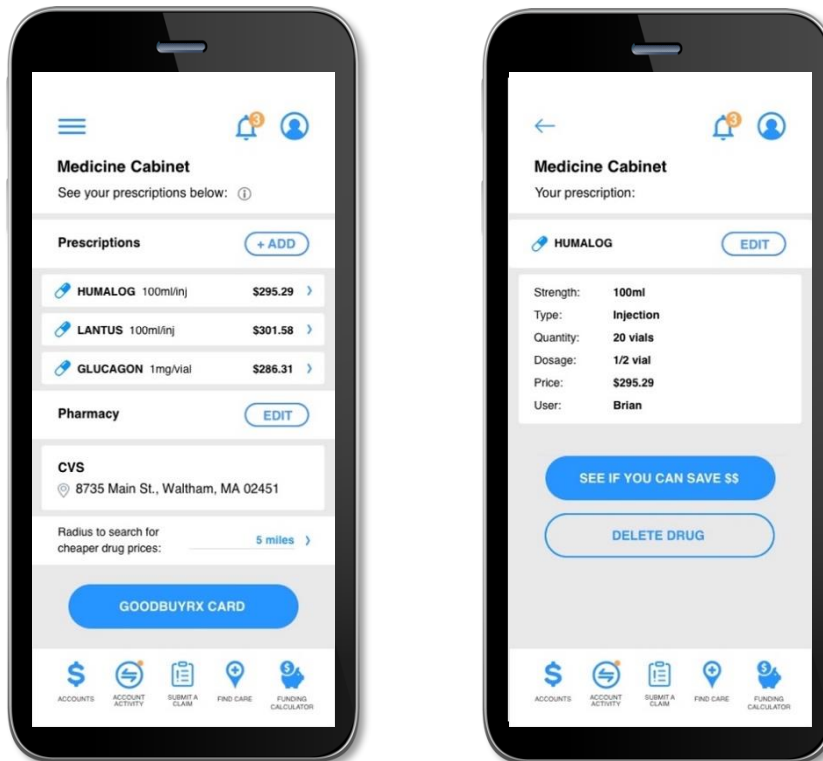 3
Medicine Cabinet
See your prescriptions below:
Prescriptions
+ ADD
HUMALOG 100ml/inj $295.29
LANTUS 100ml/inj $301.58
GLUCAGON 1mg/vial $286.31
Pharmacy
EDIT
CVS
8735 Main St., Waltham, MA 02451
Radius to search for
cheaper drug prices:
5 miles
GOODBUYRX CARD
ACCOUNTS
ACCOUNT
ACTIVITY
SUBMIT A
CLAIM
FIND CARE
FUNDING
CALCULATOR
3
Medicine Cabinet
Your prescription:
HUMALOG
EDIT
Strength: 100ml
Type: Injection
Quantity: 20 vials
Dosage: 1/2 vial
Price: $295.29
User: Brian
SEE IF YOU CAN SAVE $$
DELETE DRUG
ACCOUNTS
ACCOUNT
ACTIVITY
SUBMIT A
CLAIM
FIND CARE
FUNDING
CALCULATOR